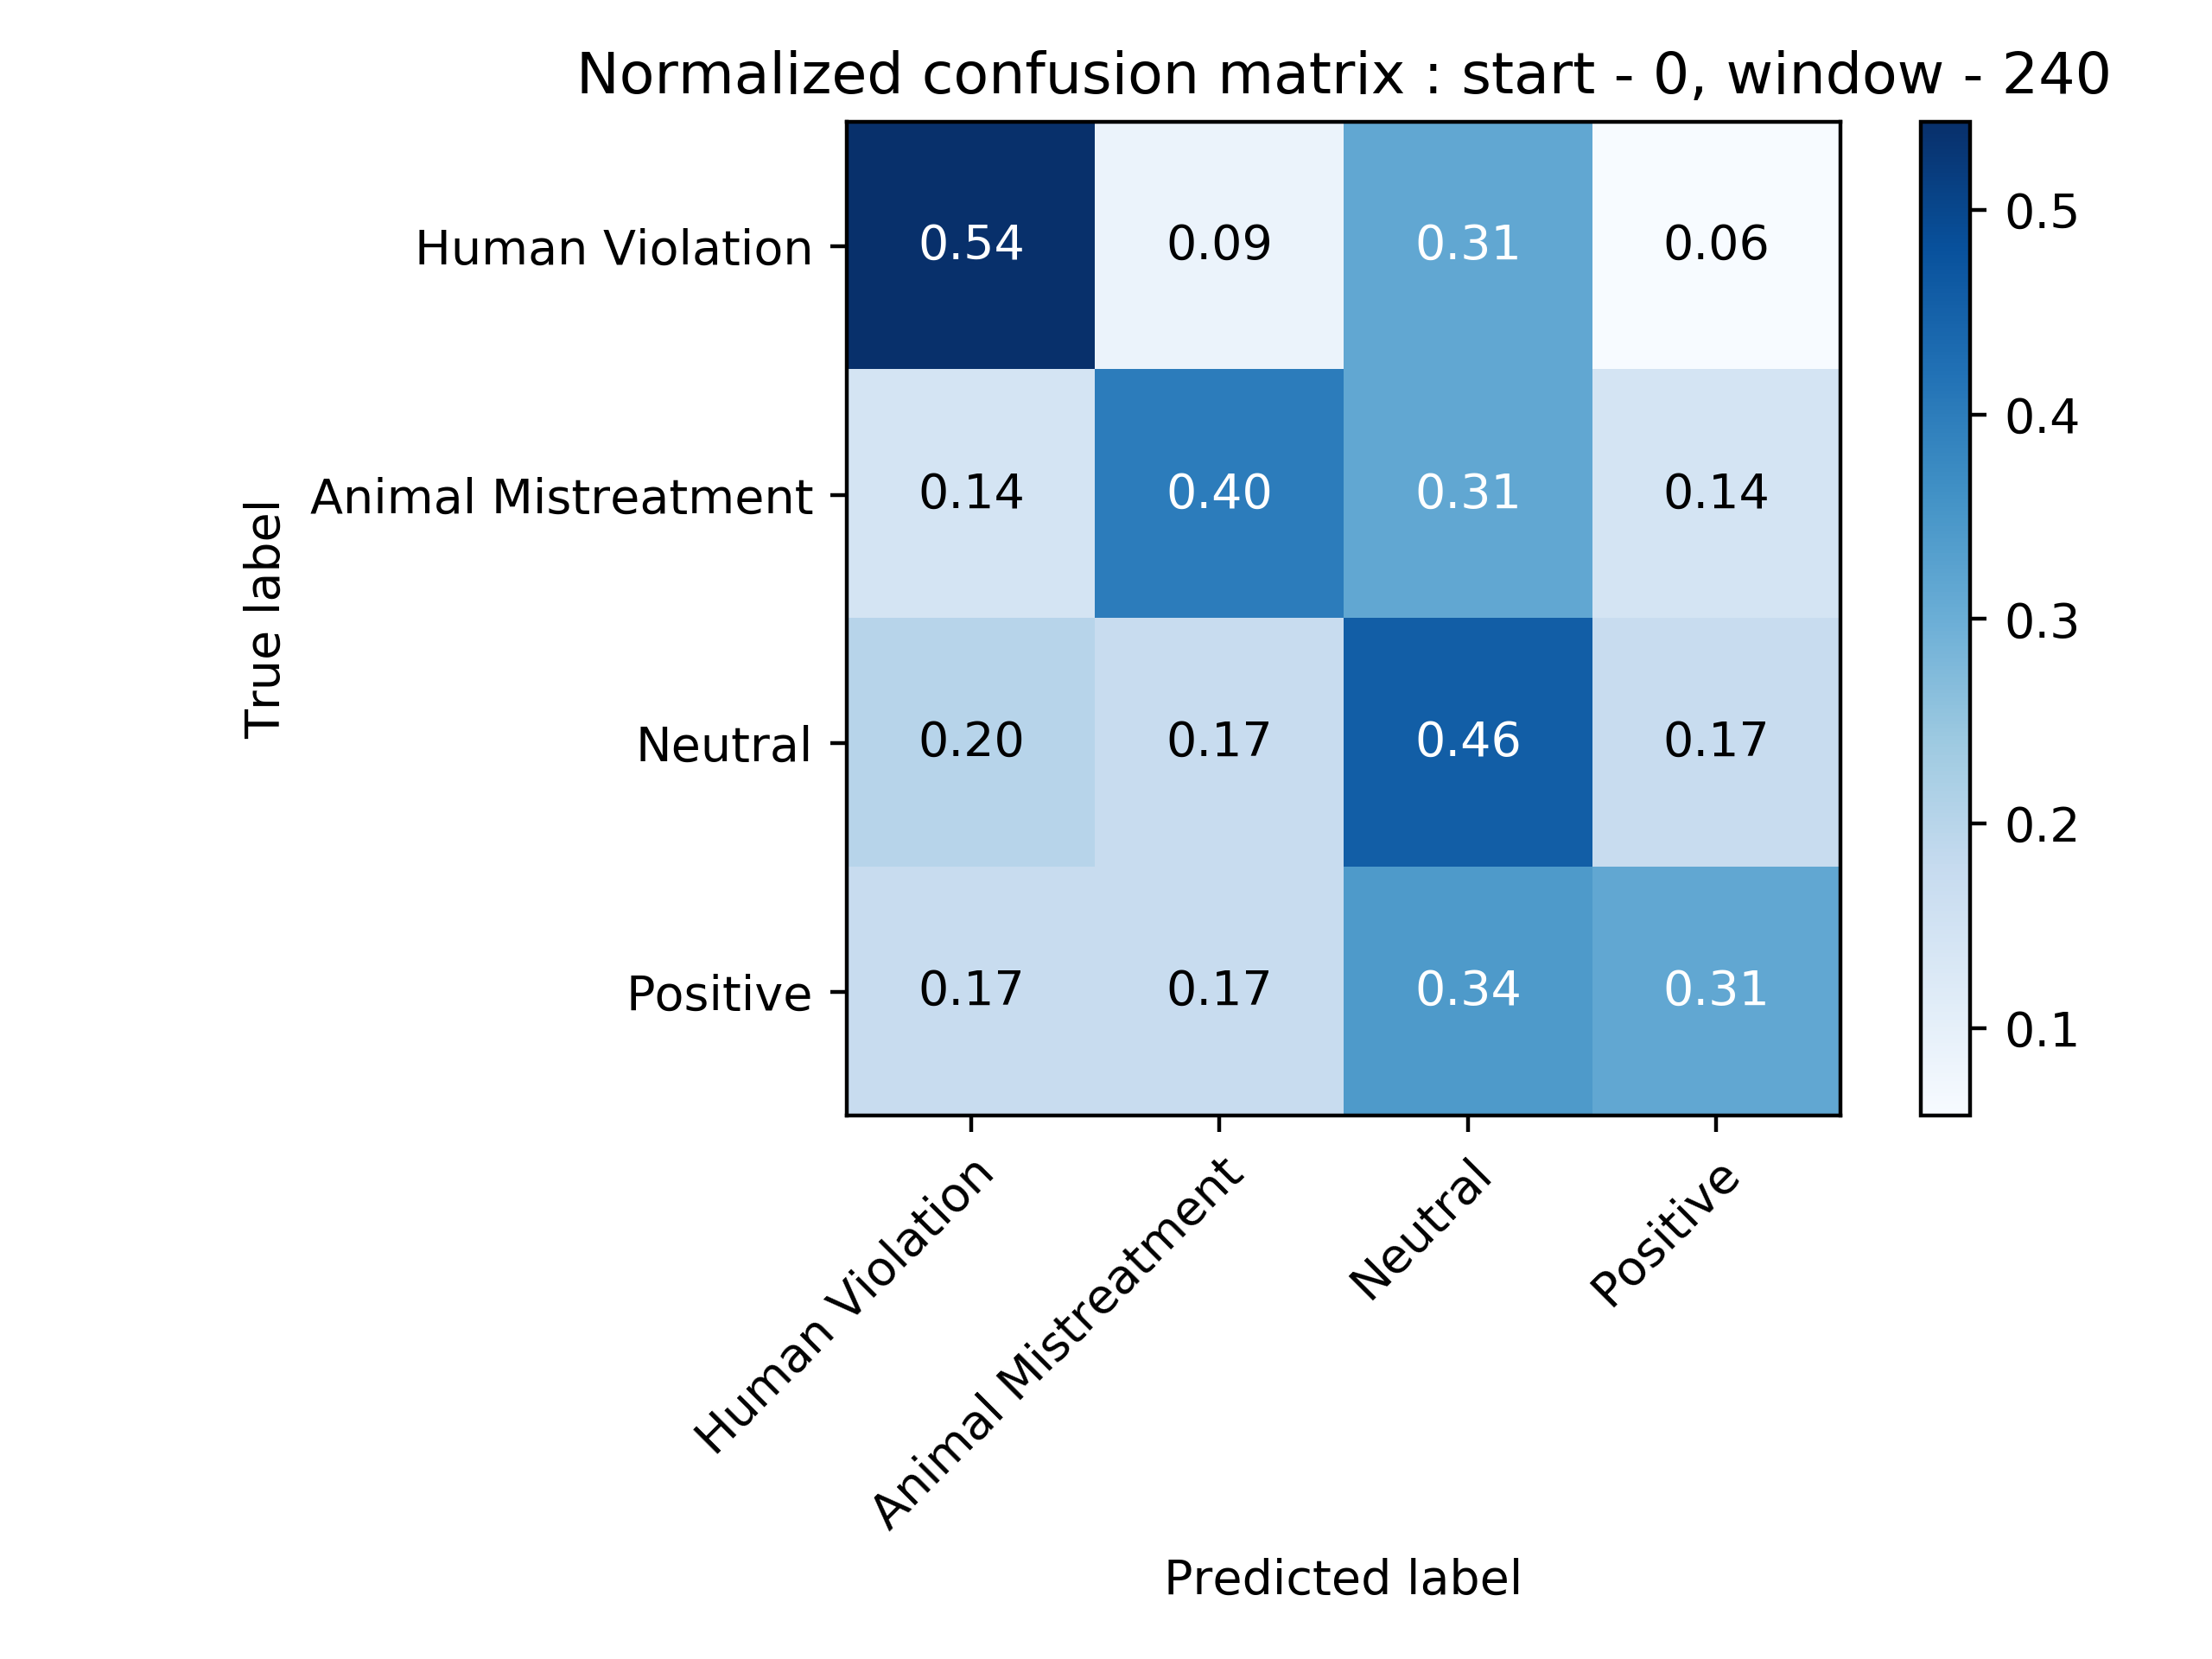 Normalized confusion matrix : start - 0, window - 240
True label
Human Violation
0.54 0.09 0.31 0.06
Animal Mistreatment
0.14 0.40 0.31 0.14
Neutral
0.20 0.17 0.46 0.17
Positive
0.17 0.17 0.34 0.31
Human Violation
Animal Mistreatment
Neutral
Positive
Predicted label
0.5
0.4
0.3
0.2
0.1